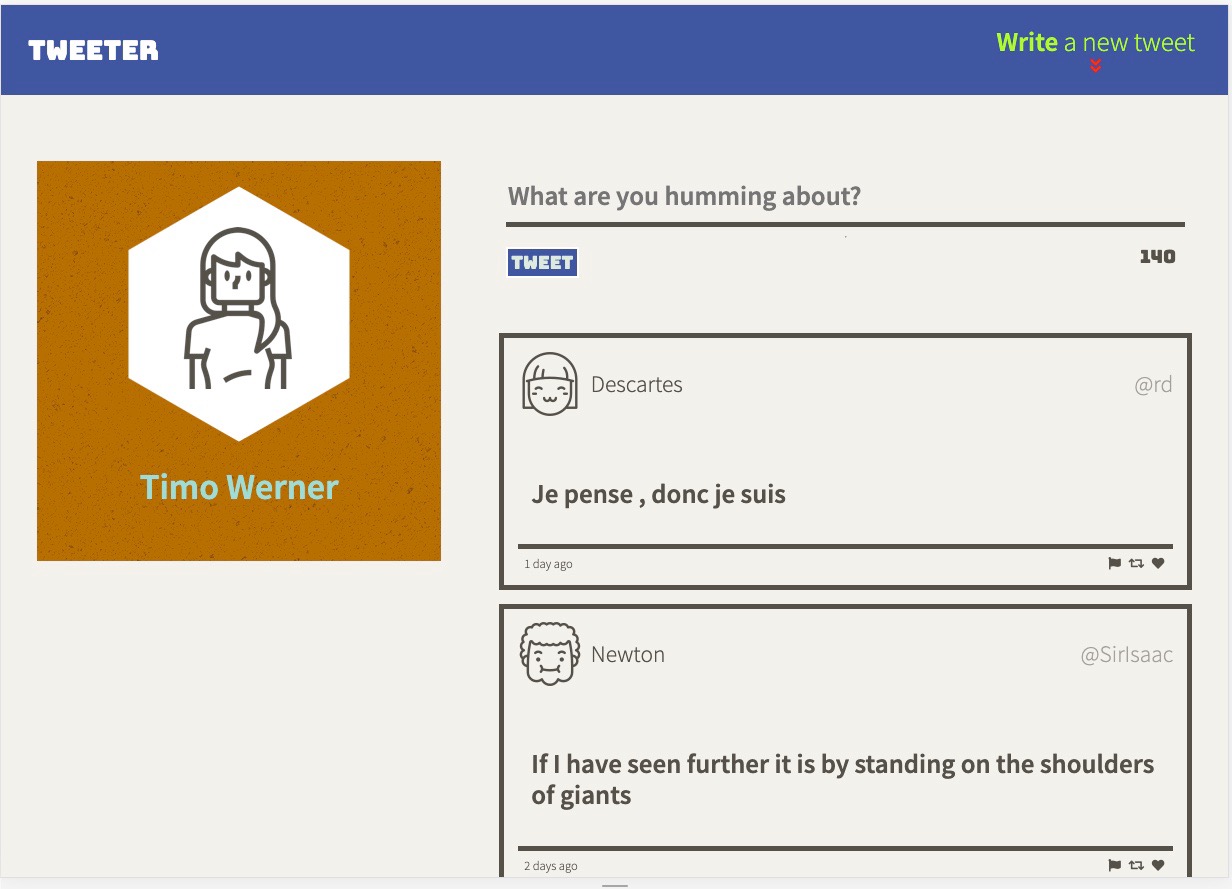 TWEETER
Write a new tweet
Timo Werner
What are you humming about?
TWEET
140
Descartes
@rd
Je pense , donc je suis
1 day ago
Newton
@SirIsaac
If I have seen further it is by standing on the shoulders
of giants
2 days ago